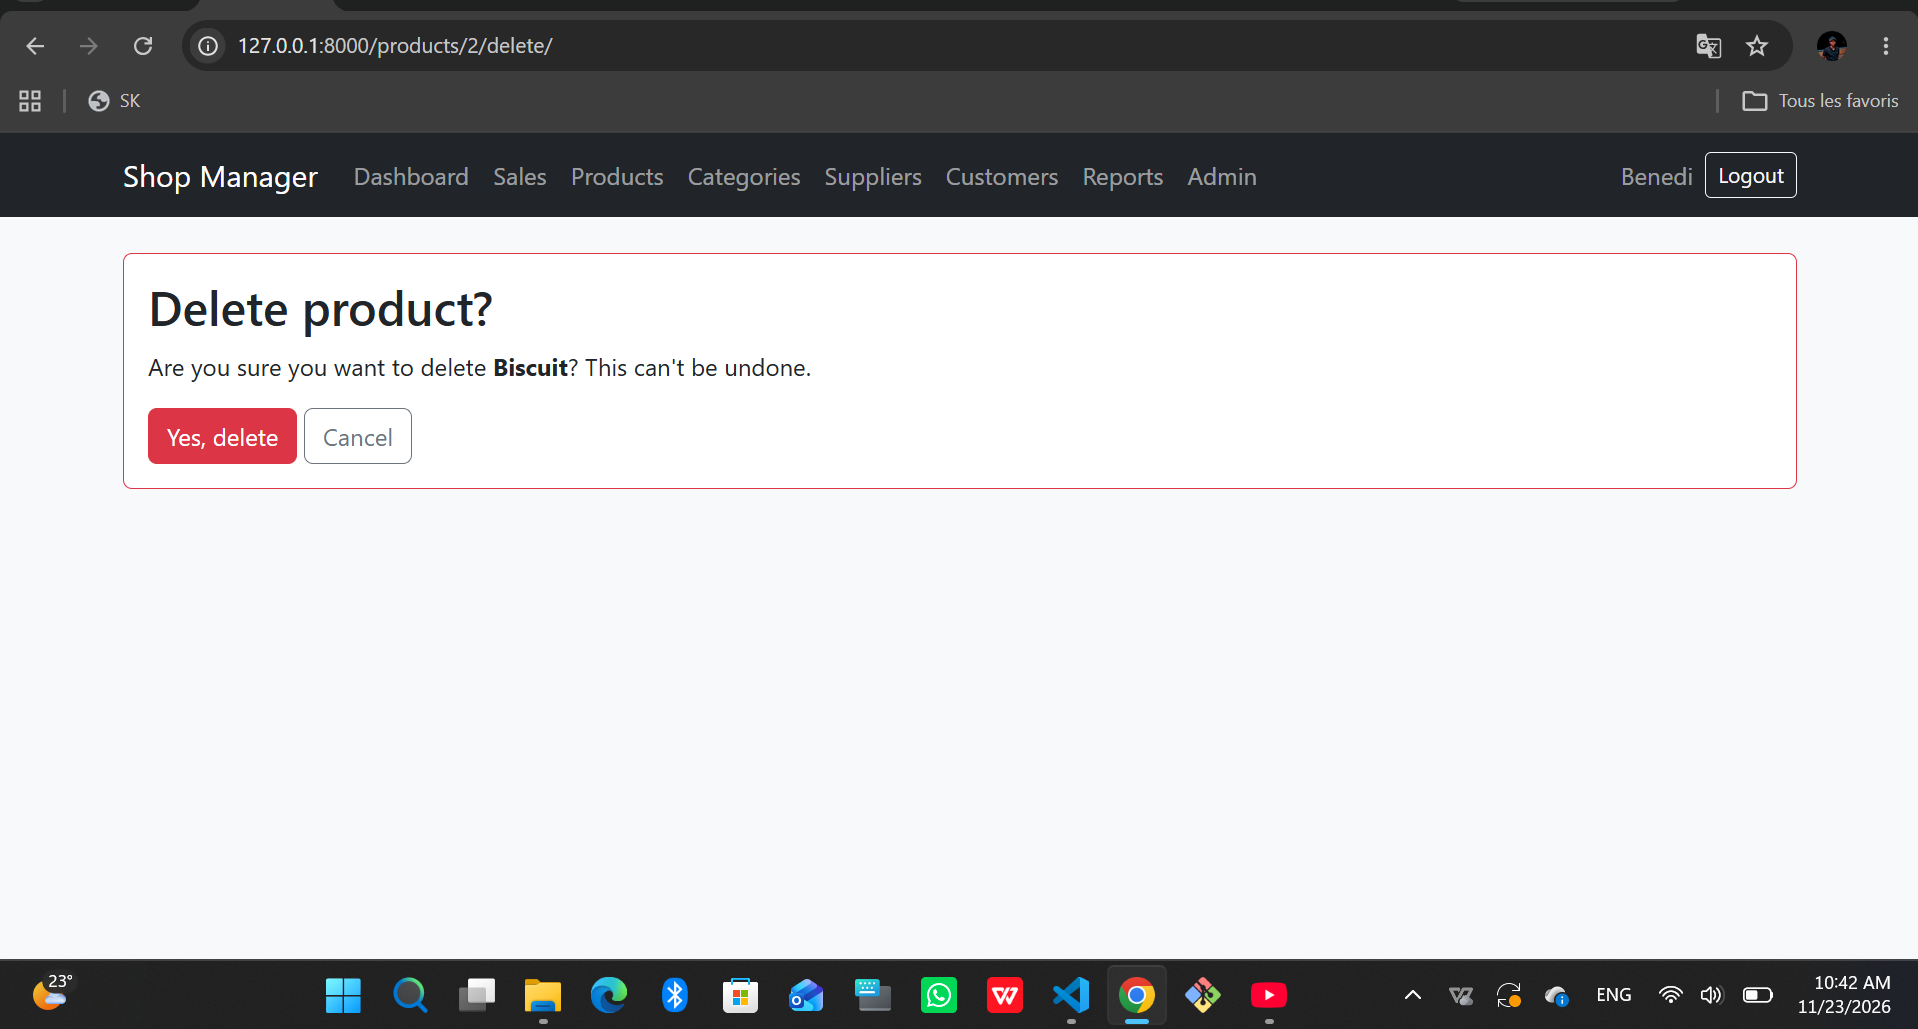 127.0.0.1:8000/products/2/delete/
SK
Tous les favoris
Shop Manager Dashboard Sales Products Categories Suppliers Customers Reports Admin Benedi Logout
Delete product?
Are you sure you want to delete Biscuit? This can't be undone.
Yes, delete Cancel
23°
ENG
10:42 AM
11/23/2026